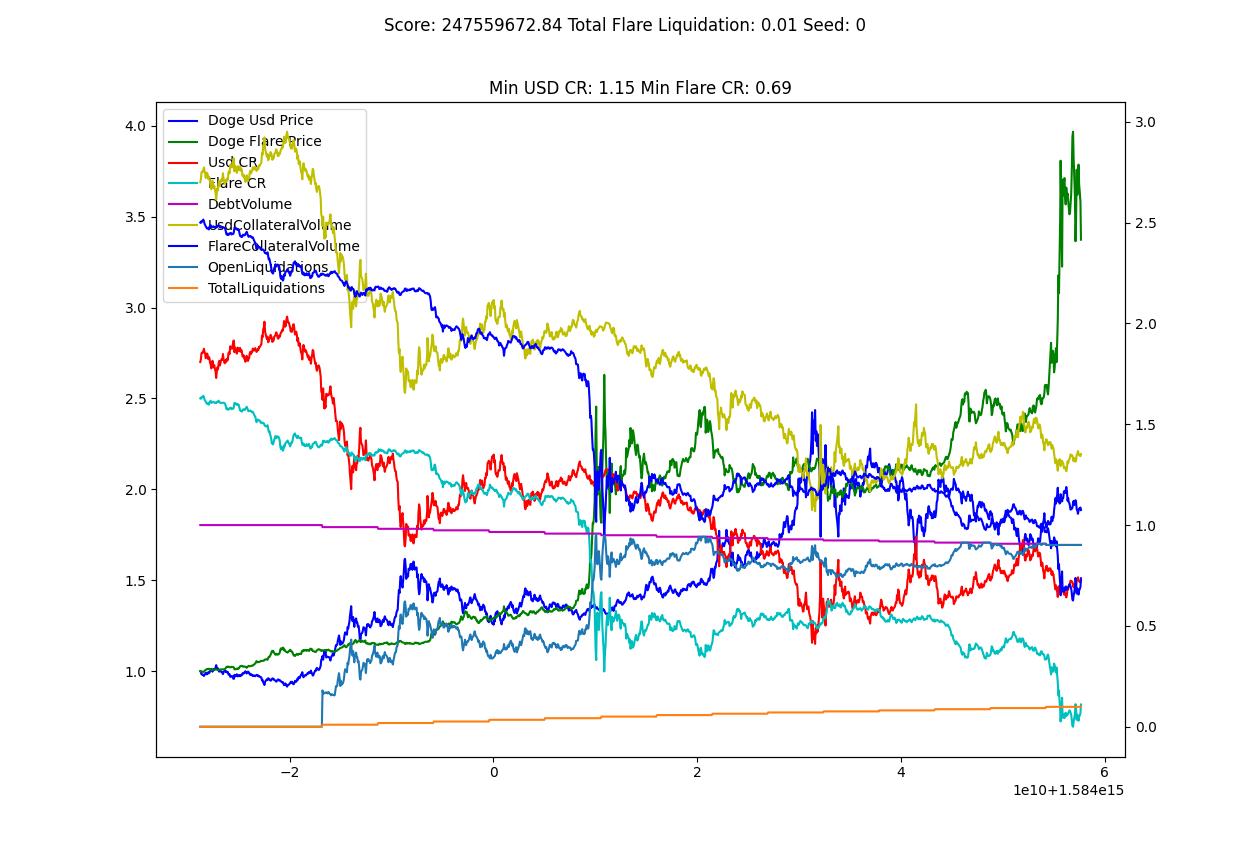 Score: 247559672.84 Total Flare Liquidation: 0.01 Seed: 0
Min USD CR: 1.15 Min Flare CR: 0.69
Doge Usd Price
Doge Flare Price
Usd CR
Flare CR
DebtVolume
UsdCollateralVolume
FlareCollateralVolume
OpenLiquidations
TotalLiquidations
4.0
3.5
3.0
2.5
2.0
1.5
1.0
3.0
2.5
2.0
1.5
1.0
0.5
0.0
−2
0
2
4
6
1e10+1.584e15